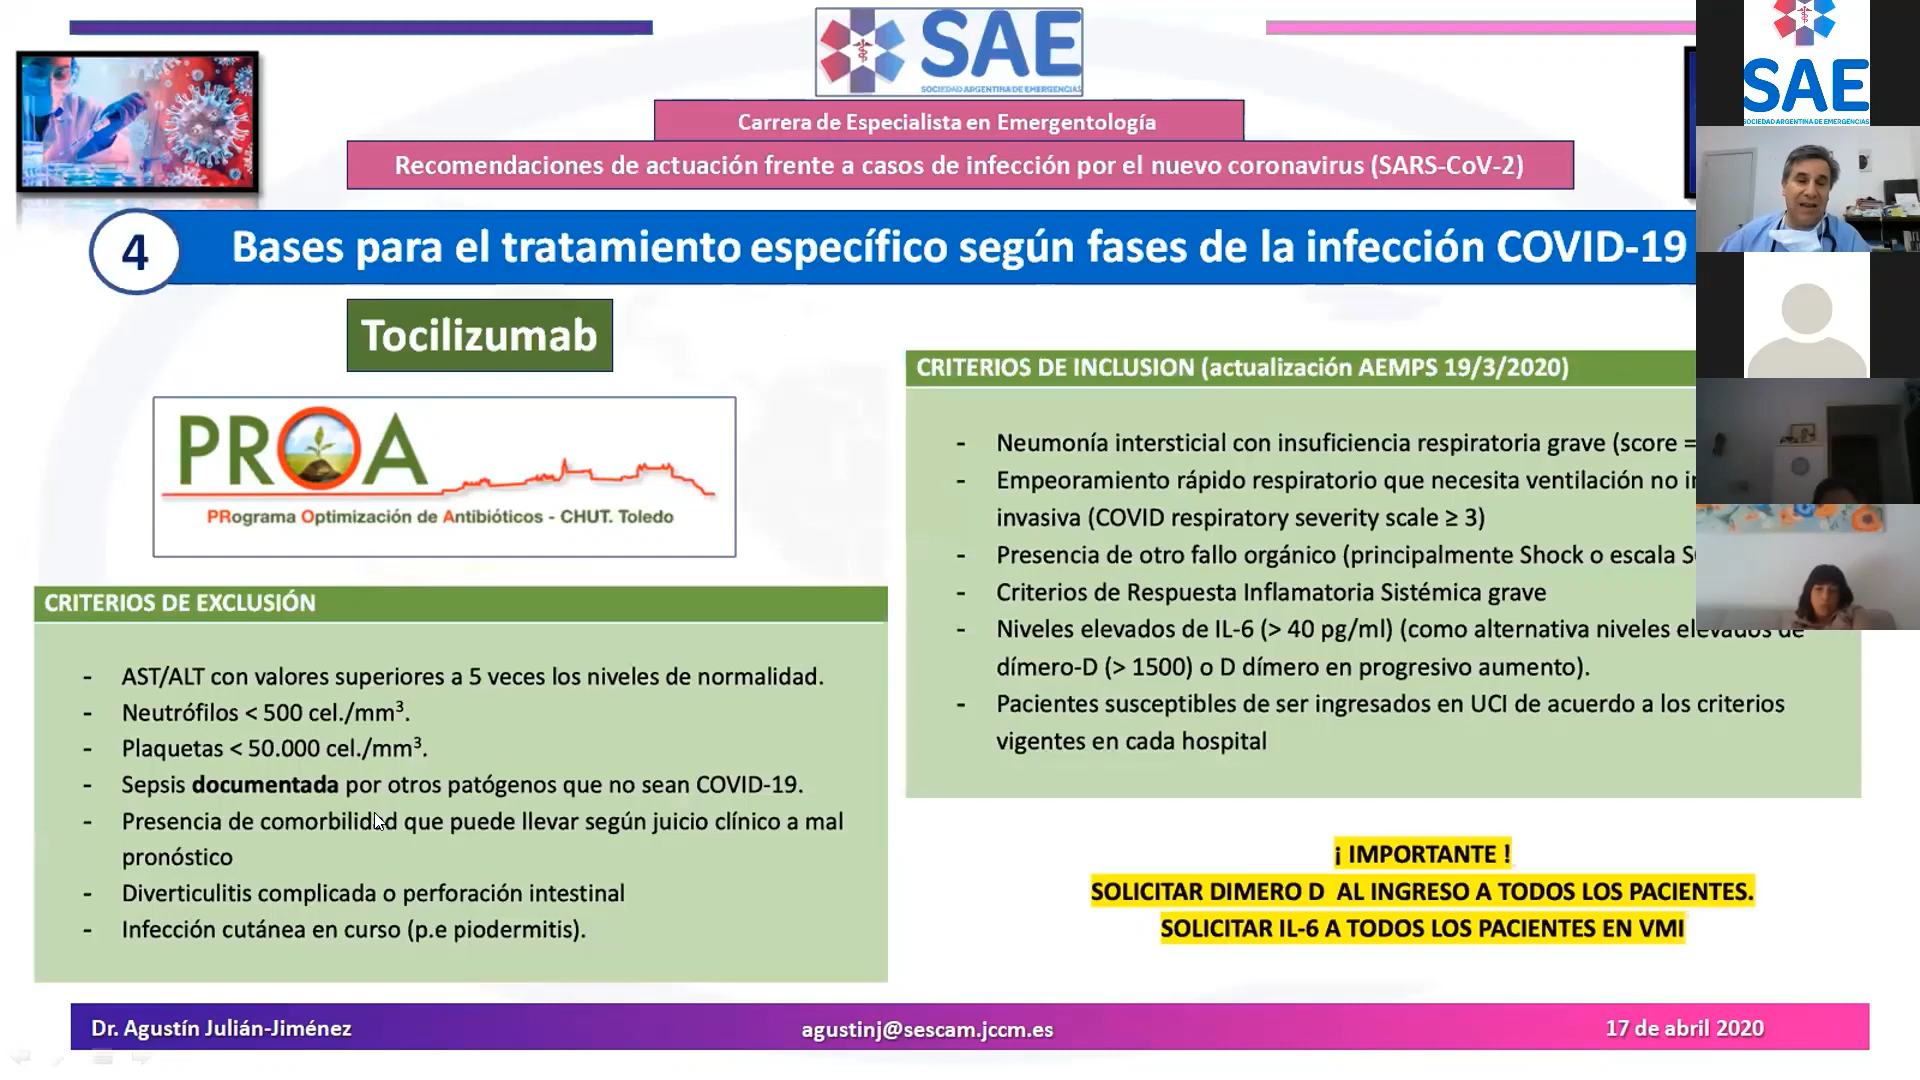 SAE
SOCIEDAD ARGENTINA DE EMERGENCIAS
SAE
SOCIEDAD ARGENTINA DE EMERGENCIAS
Carrera de Especialista en Emergentología
Recomendaciones de actuación frente a casos de infección por el nuevo coronavirus (SARS-CoV-2)
4 Bases para el tratamiento específico según fases de la infección COVID-19
Tocilizumab
PROA
PRograma Optimización de Antibióticos - CHUT. Toledo
CRITERIOS DE EXCLUSIÓN
- AST/ALT con valores superiores a 5 veces los niveles de normalidad.
- Neutrófilos < 500 cel./mm³.
- Plaquetas < 50.000 cel./mm³.
- Sepsis documentada por otros patógenos que no sean COVID-19.
- Presencia de comorbilidad que puede llevar según juicio clínico a mal
pronóstico
- Diverticulitis complicada o perforación intestinal
- Infección cutánea en curso (p.e piodermitis).
CRITERIOS DE INCLUSION (actualización AEMPS 19/3/2020)
- Neumonía intersticial con insuficiencia respiratoria grave (score =
- Empeoramiento rápido respiratorio que necesita ventilación no
invasiva (COVID respiratory severity scale ≥ 3)
- Presencia de otro fallo orgánico (principalmente Shock o escala
- Criterios de Respuesta Inflamatoria Sistémica grave
- Niveles elevados de IL-6 (> 40 pg/ml) (como alternativa niveles elevados de
dímero-D (> 1500) o D dímero en progresivo aumento).
- Pacientes susceptibles de ser ingresados en UCI de acuerdo a los criterios
vigentes en cada hospital
¡ IMPORTANTE !
SOLICITAR DIMERO D AL INGRESO A TODOS LOS PACIENTES.
SOLICITAR IL-6 A TODOS LOS PACIENTES EN VMI
Dr. Agustín Julián-Jiménez
agustinj@sescam.jccm.es
17 de abril 2020